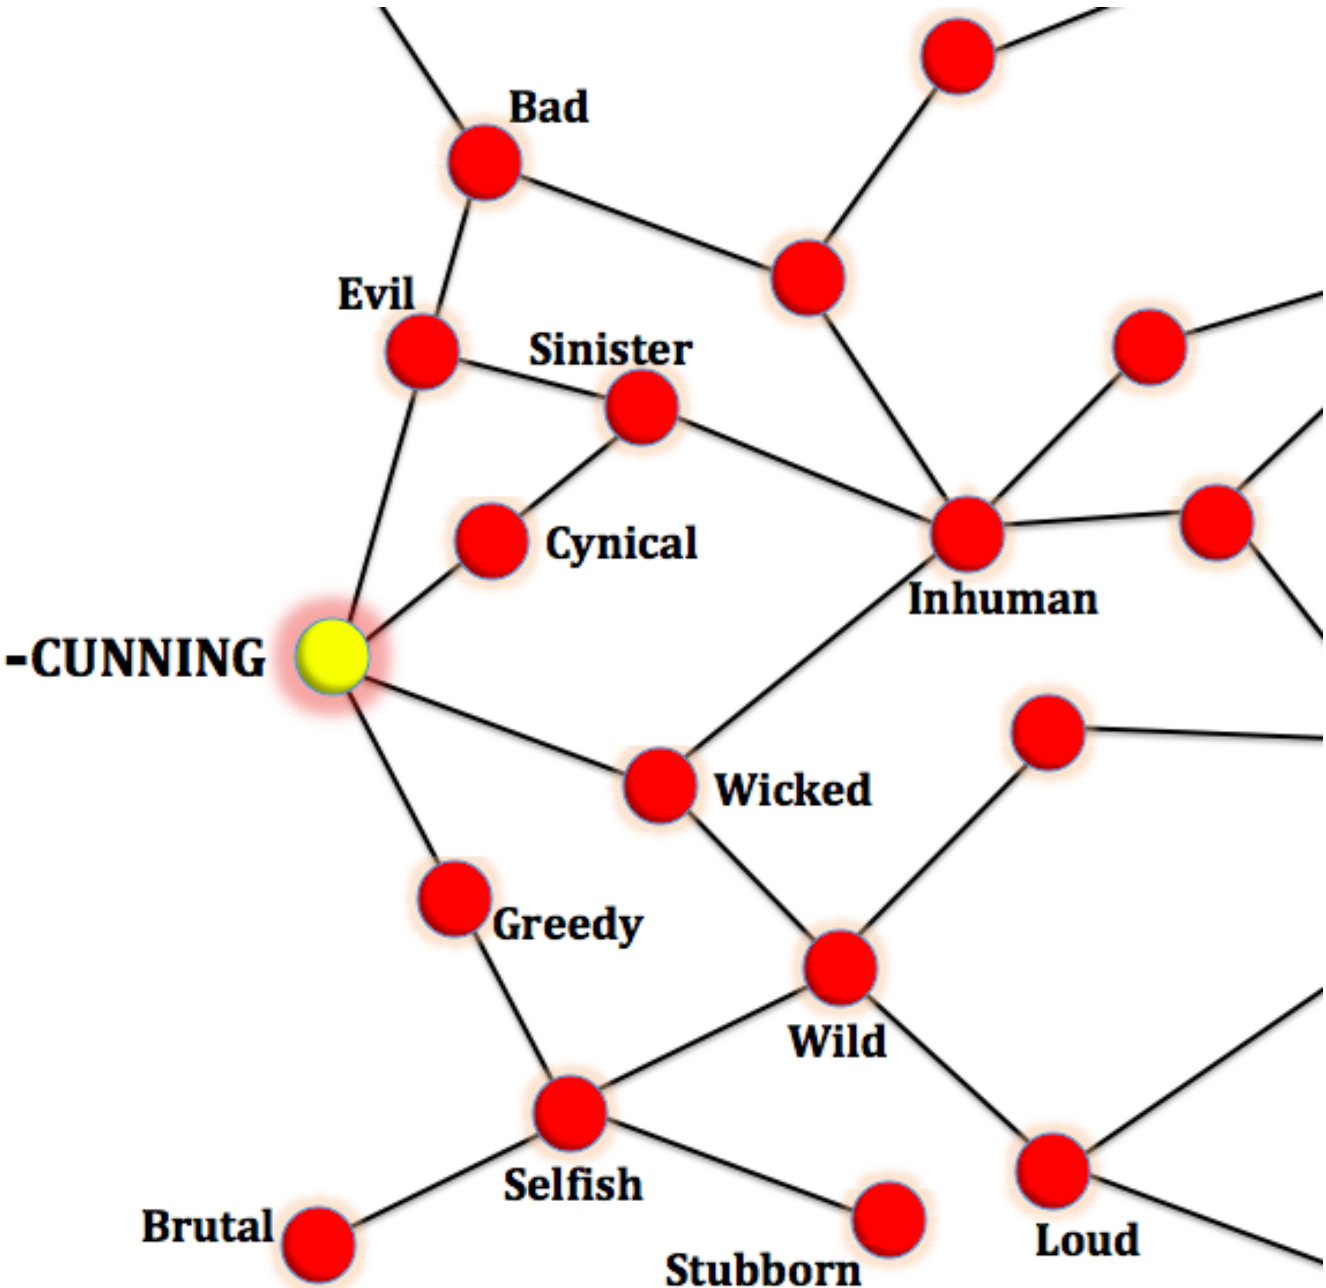 Bad
Evil
Sinister
Cynical
Inhuman
-CUNNING
Wicked
Greedy
Wild
Selfish
Brutal
Loud
Stubborn